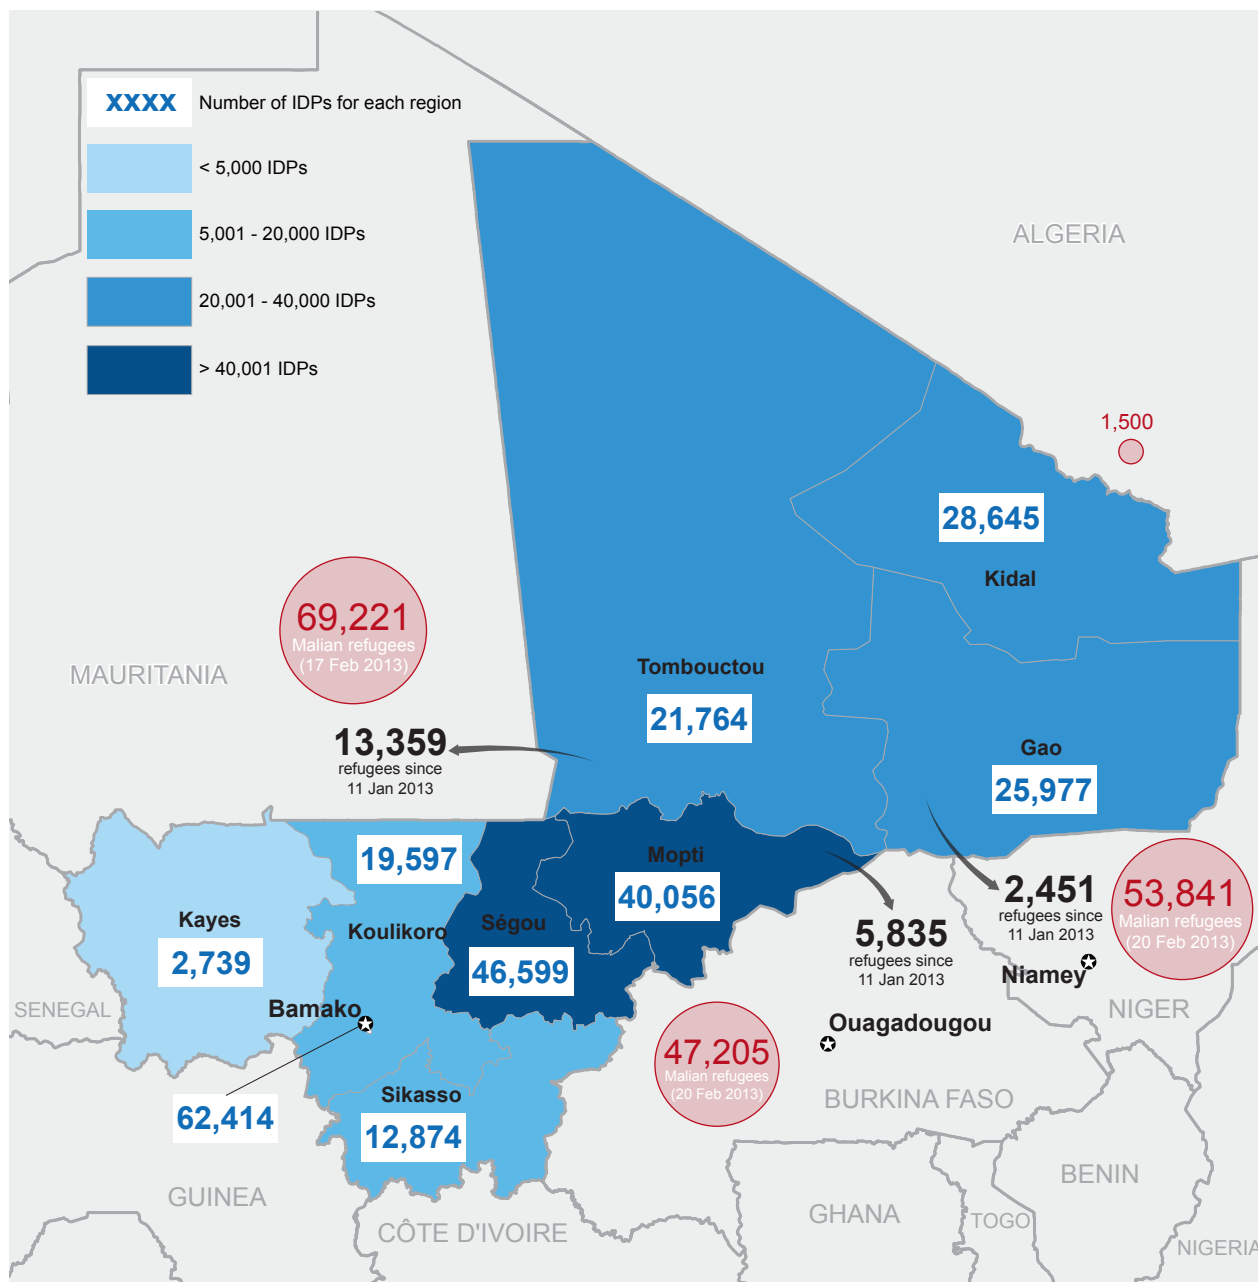 XXXX
Number of IDPs for each region
< 5,000 IDPs
5,001 - 20,000 IDPs
20,001 - 40,000 IDPs
> 40,001 IDPs
ALGERIA
1,500
28,645
Kidal
69,221
Malian refugees
(17 Feb 2013)
MAURITANIA
Tombouctou
21,764
13,359
refugees since
11 Jan 2013
Gao
25,977
19,597
Mopti
40,056
Kayes
2,739
Koulikoro
Ségou
46,599
2,451
refugees since
11 Jan 2013
53,841
Malian refugees
(20 Feb 2013)
5,835
refugees since
11 Jan 2013
Niamey
SENEGAL
Bamako
NIGER
Ouagadougou
47,205
Malian refugees
(20 Feb 2013)
Sikasso
12,874
62,414
BURKINA FASO
GUINEA
CÔTE D'IVOIRE
GHANA
TOGO
BENIN
NIGERIA